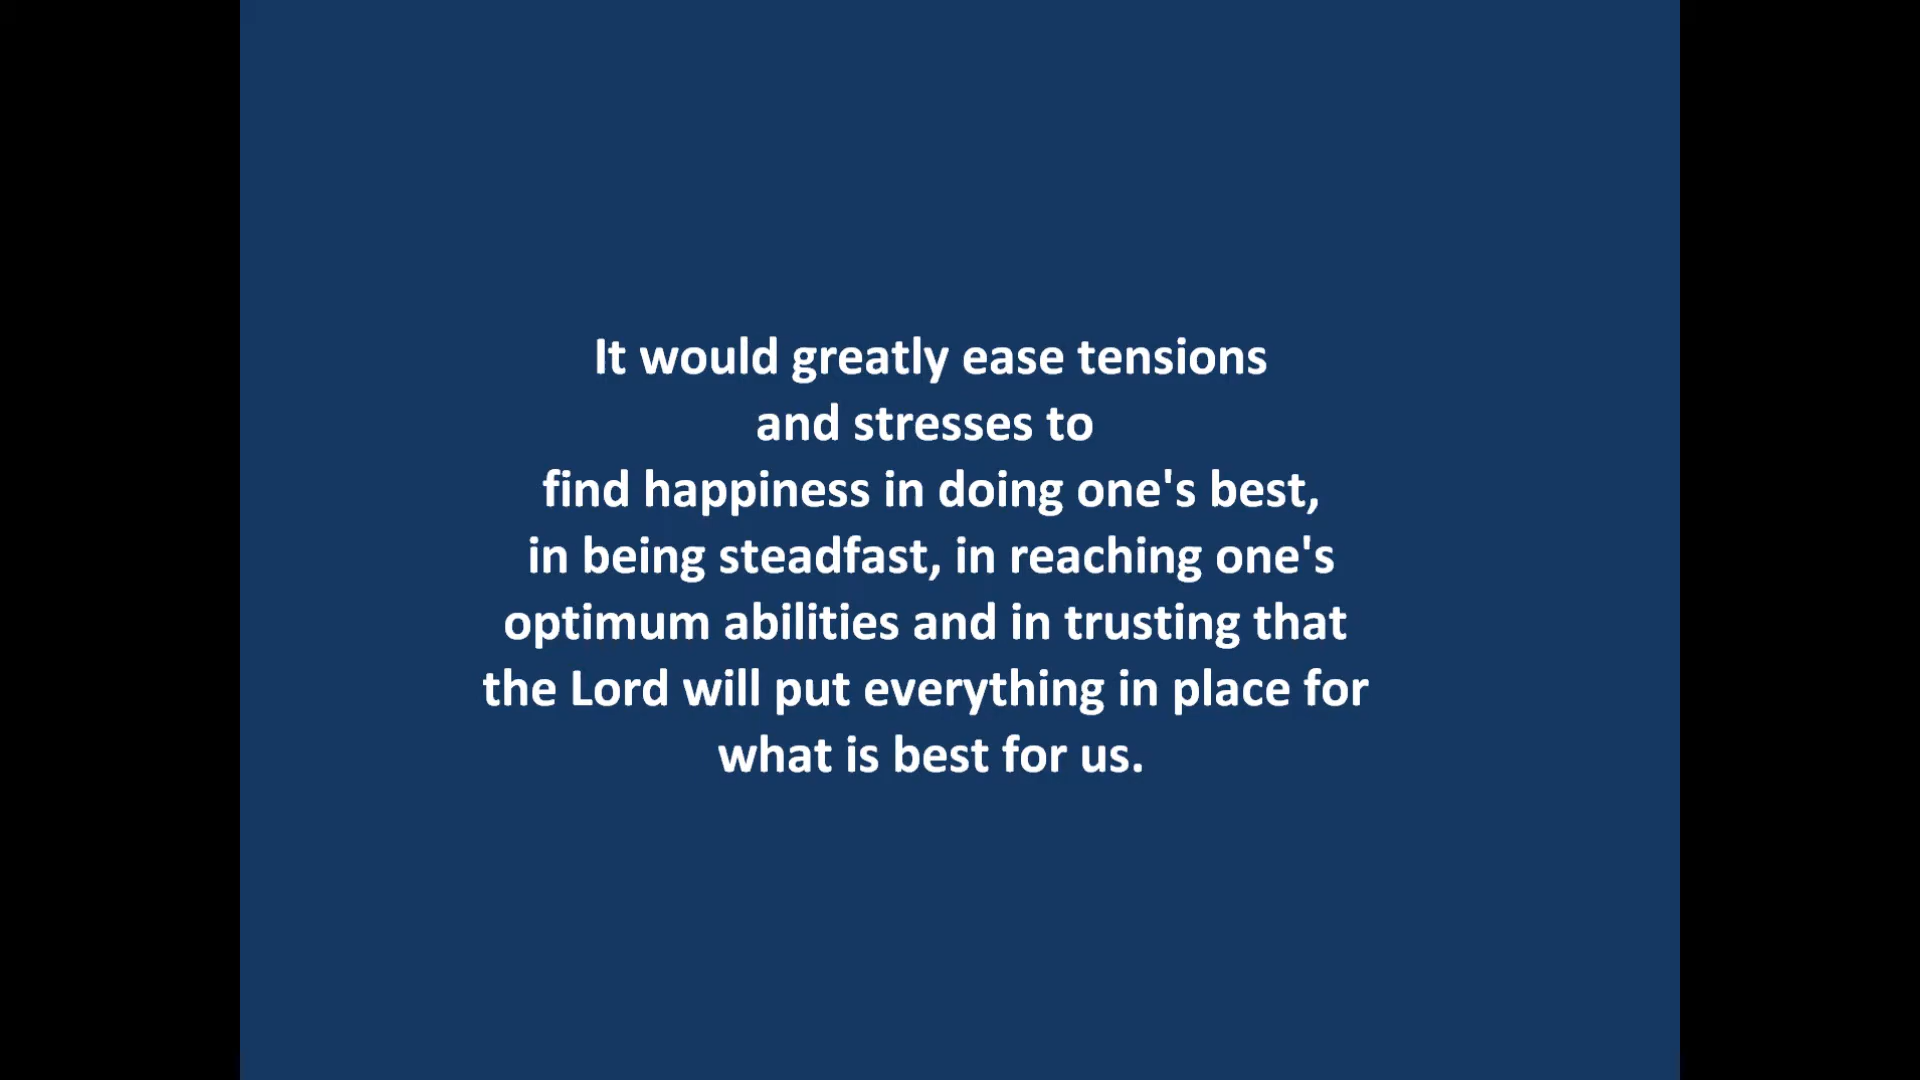 It would greatly ease tensions
and stresses to
find happiness in doing one's best,
in being steadfast, in reaching one's
optimum abilities and in trusting that
the Lord will put everything in place for
what is best for us.